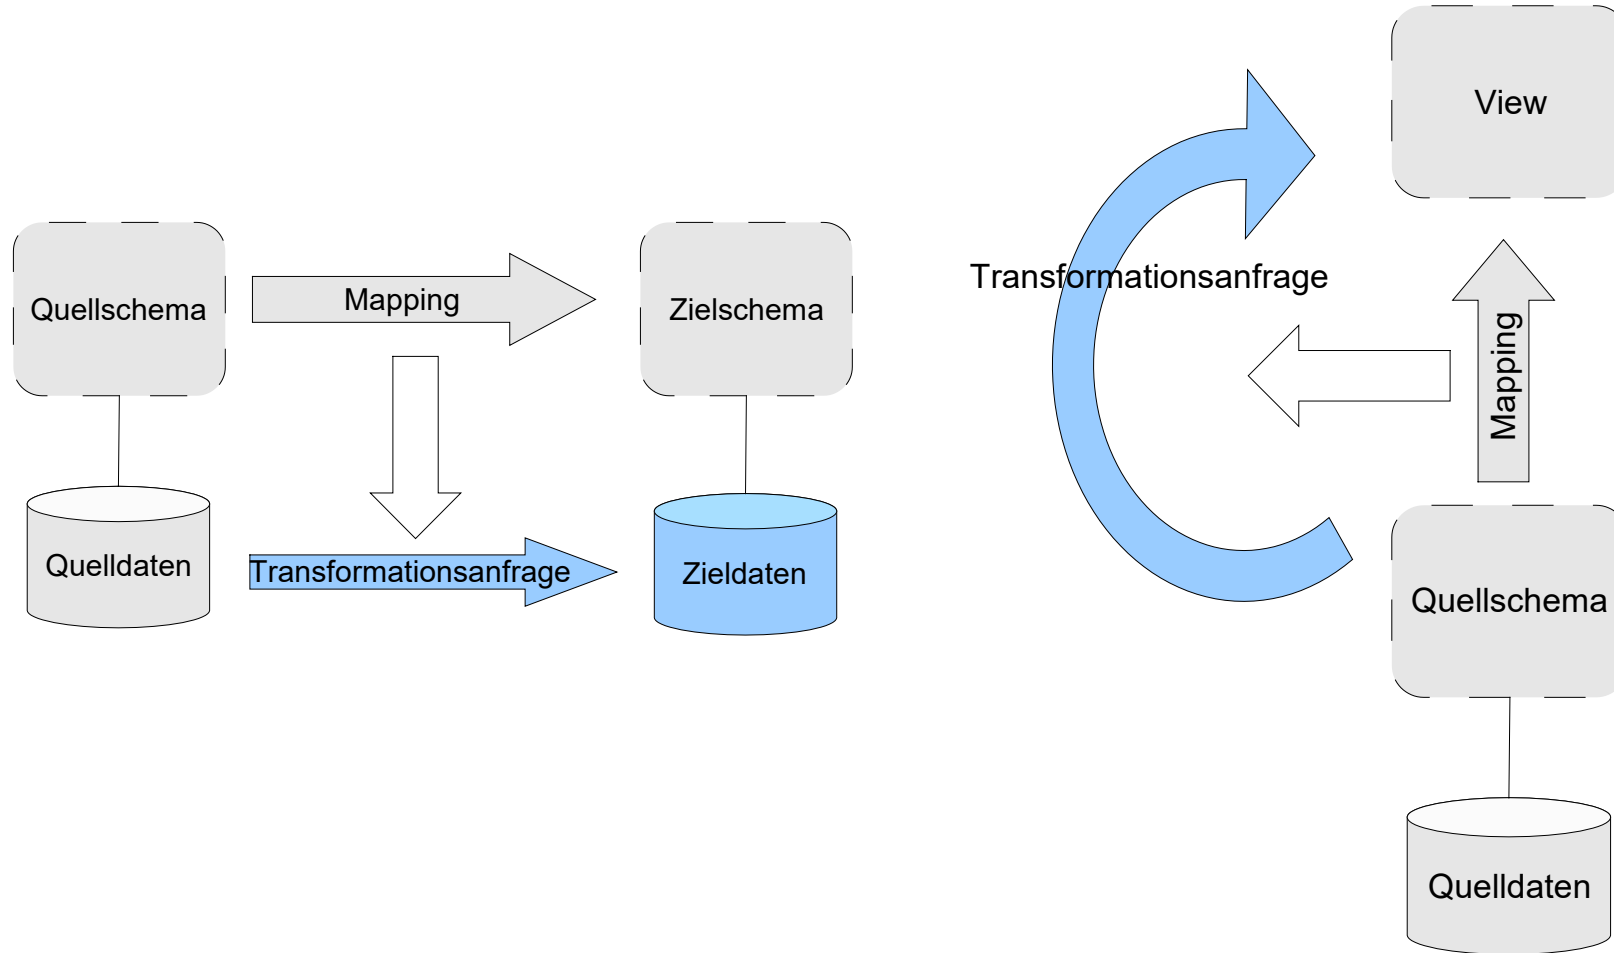 Quellschema
Mapping
Zielschema
Quelldaten
Transformationsanfrage
Zieldaten
View
Transformationsanfrage
Mapping
Quellschema
Quelldaten